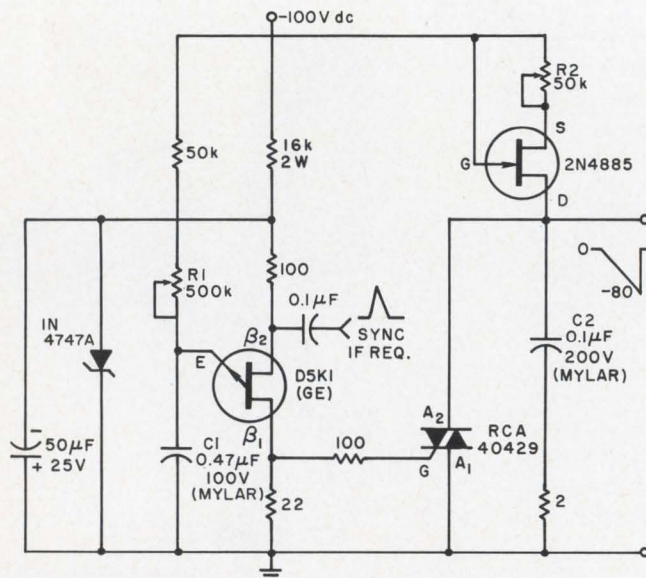 -100V dc
R2
50k
50k
16k
2W
S
G
2N4885
D
R1
500k
100
0.1μF
SYNC
IF REQ.
0
-80
IN
4747A
β2
E
D5K1
(GE)
C2
0.1μF
200V
(MYLAR)
β1
A2
RCA
40429
50μF
25V
-
+
C1
0.47μF
100V
(MYLAR)
100
G
A1
22
2